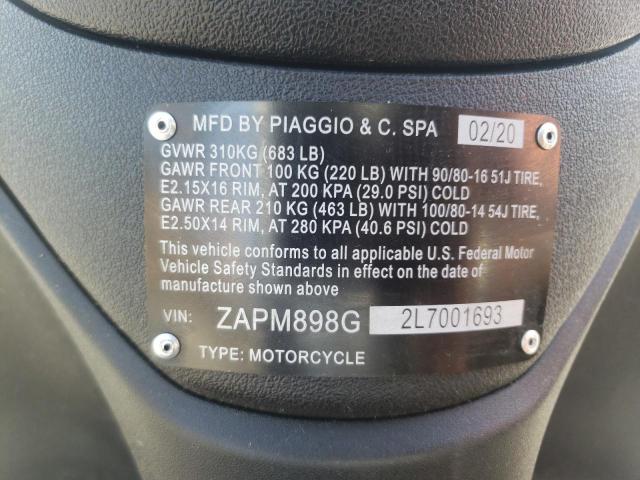 MFD BY PIAGGIO & C. SPA 02/20
GVWR 310KG (683 LB)
GAWR FRONT 100 KG (220 LB) WITH 90/80-16 51J TIRE,
E2.15X16 RIM, AT 200 KPA (29.0 PSI) COLD
GAWR REAR 210 KG (463 LB) WITH 100/80-14 54J TIRE,
E2.50X14 RIM, AT 280 KPA (40.6 PSI) COLD
This vehicle conforms to all applicable U.S. Federal Motor
Vehicle Safety Standards in effect on the date of
manufacture shown above
VIN: ZAPM898G 2L7001693
TYPE: MOTORCYCLE